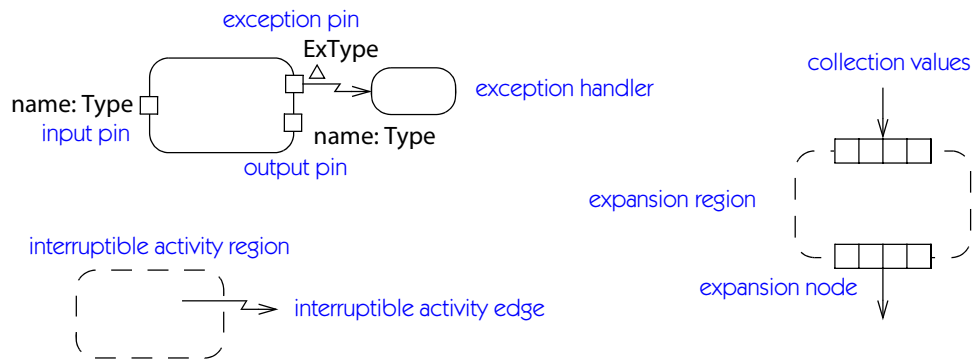 exception pin
ExType
collection values
name: Type
exception handler
input pin
name: Type
output pin
expansion region
interruptible activity region
expansion node
interruptible activity edge